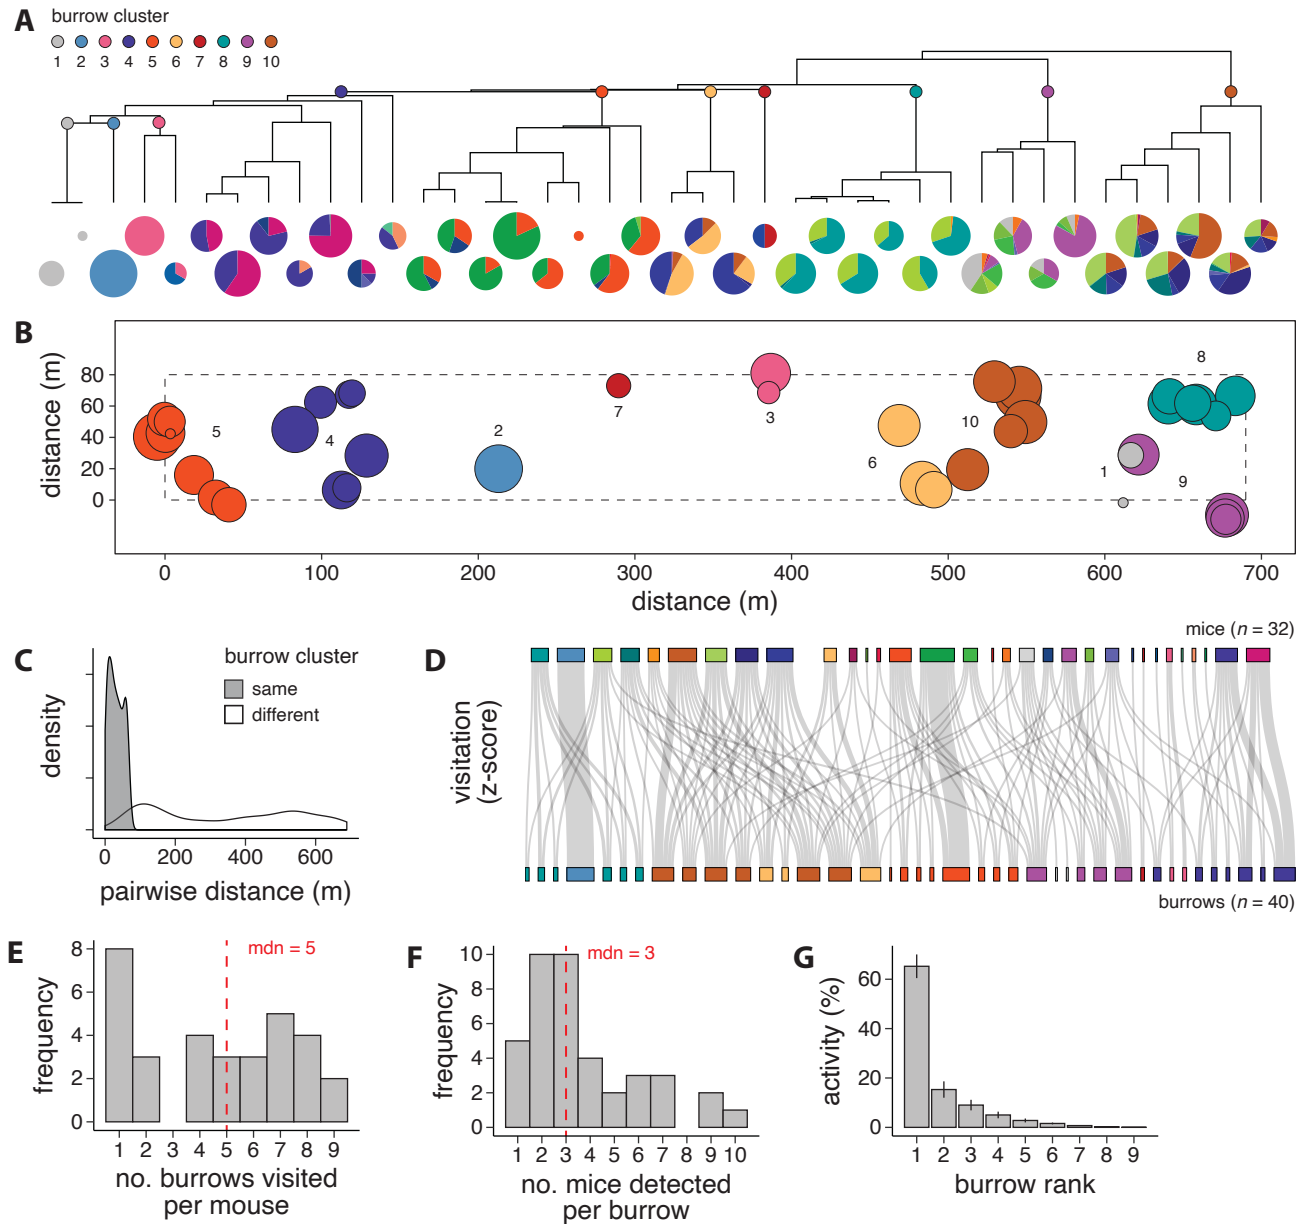 A
burrow cluster
1 2 3 4 5 6 7 8 9 10
B
distance (m)
80
60
40
20
0
5
4
2
7
3
6
10
1
9
8
0 100 200 300 400 500 600 700
distance (m)
C
density
burrow cluster
same
different
0 200 400 600
pairwise distance (m)
D
mice (n = 32)
visitation
(z-score)
burrows (n = 40)
E
frequency
8
6
4
2
0
mdn = 5
1 2 3 4 5 6 7 8 9
no. burrows visited
per mouse
F
frequency
10
8
6
4
2
0
mdn = 3
1 2 3 4 5 6 7 8 9 10
no. mice detected
per burrow
G
activity (%)
60
40
20
0
1 2 3 4 5 6 7 8 9
burrow rank